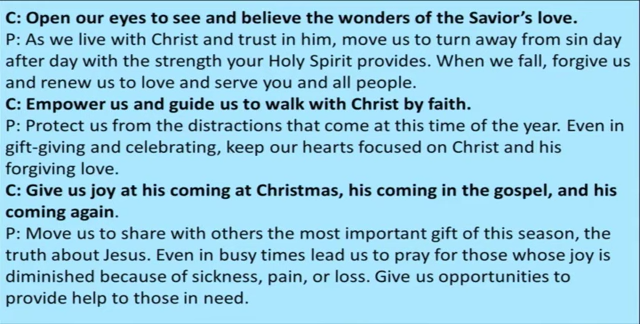 C: Open our eyes to see and believe the wonders of the Savior’s love.
P: As we live with Christ and trust in him, move us to turn away from sin day
after day with the strength your Holy Spirit provides. When we fall, forgive us
and renew us to love and serve you and all people.
C: Empower us and guide us to walk with Christ by faith.
P: Protect us from the distractions that come at this time of the year. Even in
gift-giving and celebrating, keep our hearts focused on Christ and his
forgiving love.
C: Give us joy at his coming at Christmas, his coming in the gospel, and his
coming again.
P: Move us to share with others the most important gift of this season, the
truth about Jesus. Even in busy times lead us to pray for those whose joy is
diminished because of sickness, pain, or loss. Give us opportunities to
provide help to those in need.